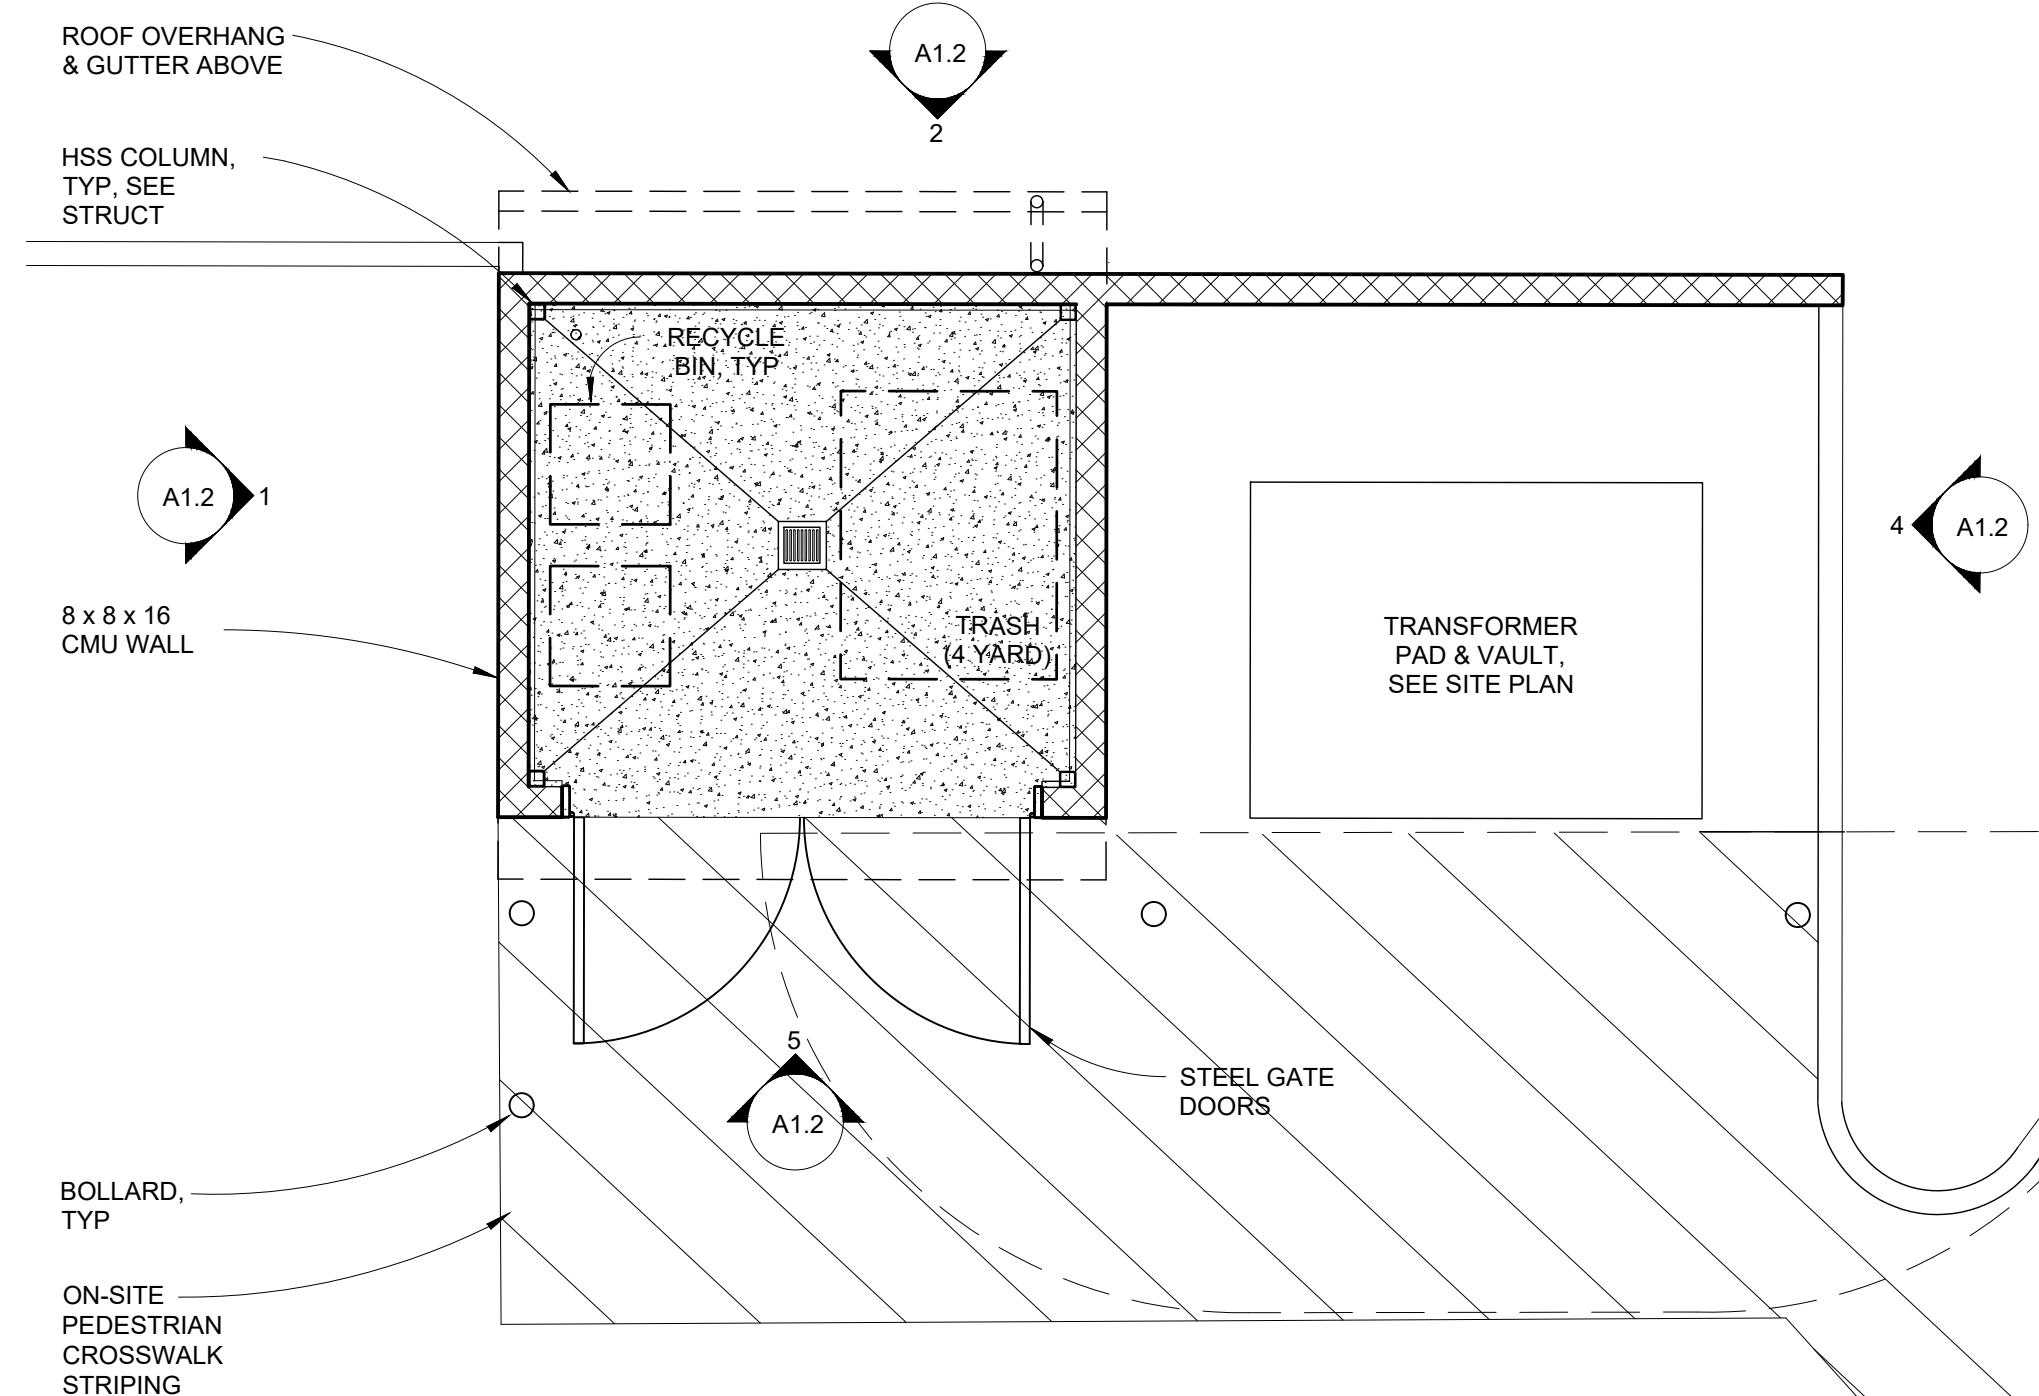 ROOF OVERHANG
& GUTTER ABOVE
A1.2
2
HSS COLUMN,
TYP, SEE
STRUCT
RECYCLE
BIN, TYP
A1.2
1
4
A1.2
8 x 8 x 16
CMU WALL
TRASH
(4 YARD)
TRANSFORMER
PAD & VAULT,
SEE SITE PLAN
5
A1.2
STEEL GATE
DOORS
BOLLARD,
TYP
ON-SITE
PEDESTRIAN
CROSSWALK
STRIPING